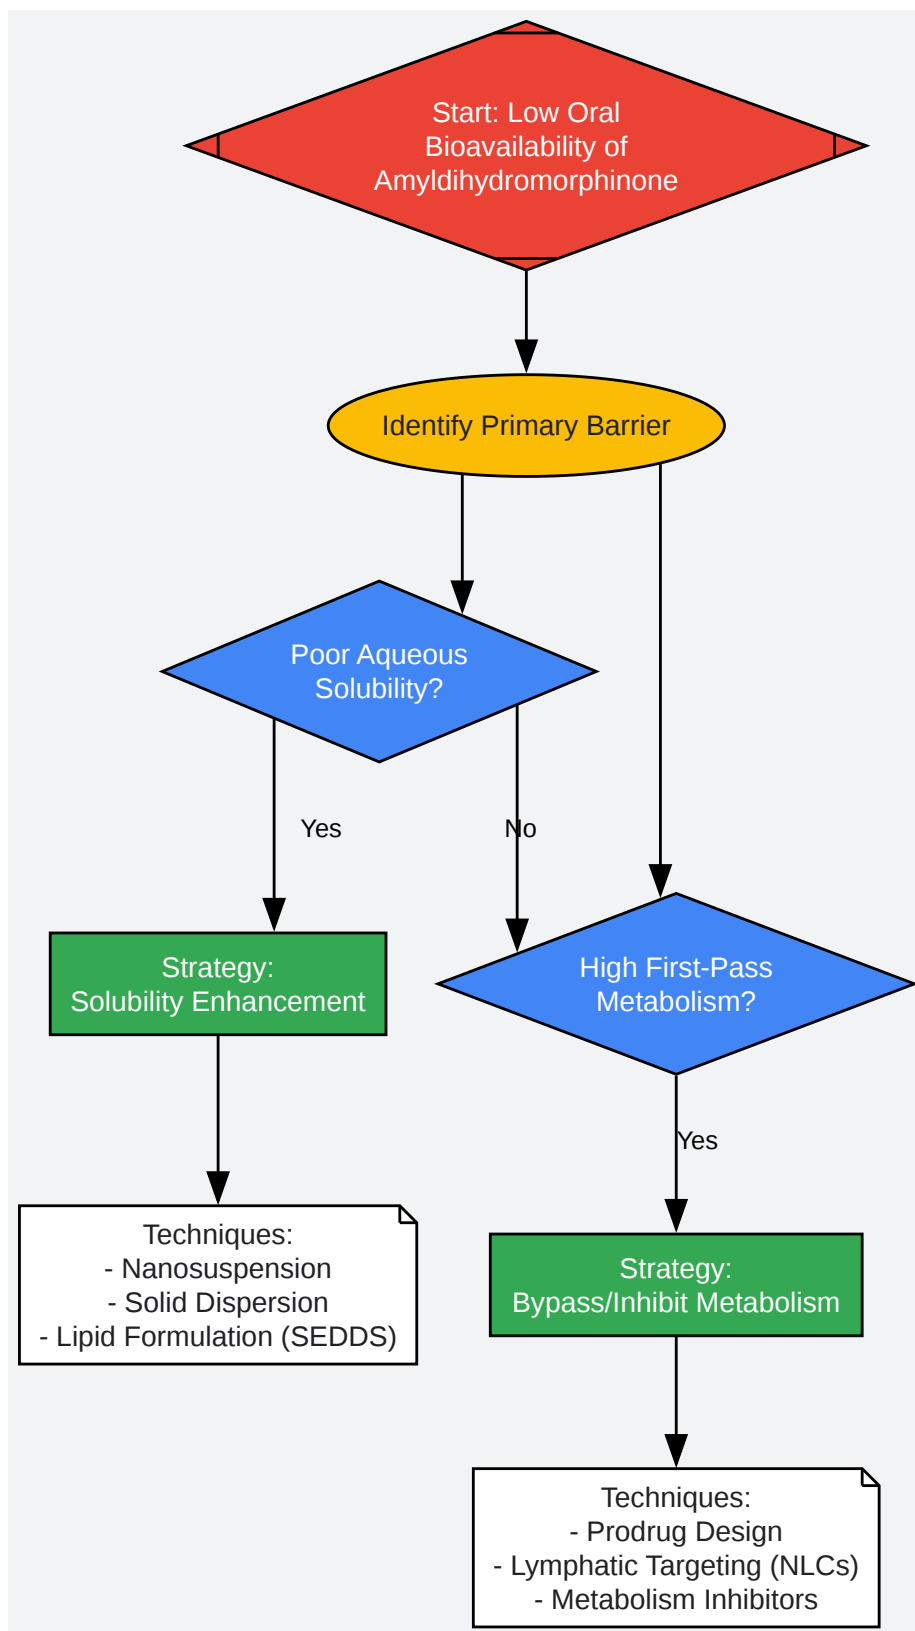 Start: Low Oral
Bioavailability of
Amyldihydromorphinone
Identify Primary Barrier
Poor Aqueous
Solubility?
Yes
No
Strategy:
Solubility Enhancement
High First-Pass
Metabolism?
Yes
Techniques:
- Nanosuspension
- Solid Dispersion
- Lipid Formulation (SEDDS)
Strategy:
Bypass/Inhibit Metabolism
Techniques:
- Prodrug Design
- Lymphatic Targeting (NLCs)
- Metabolism Inhibitors